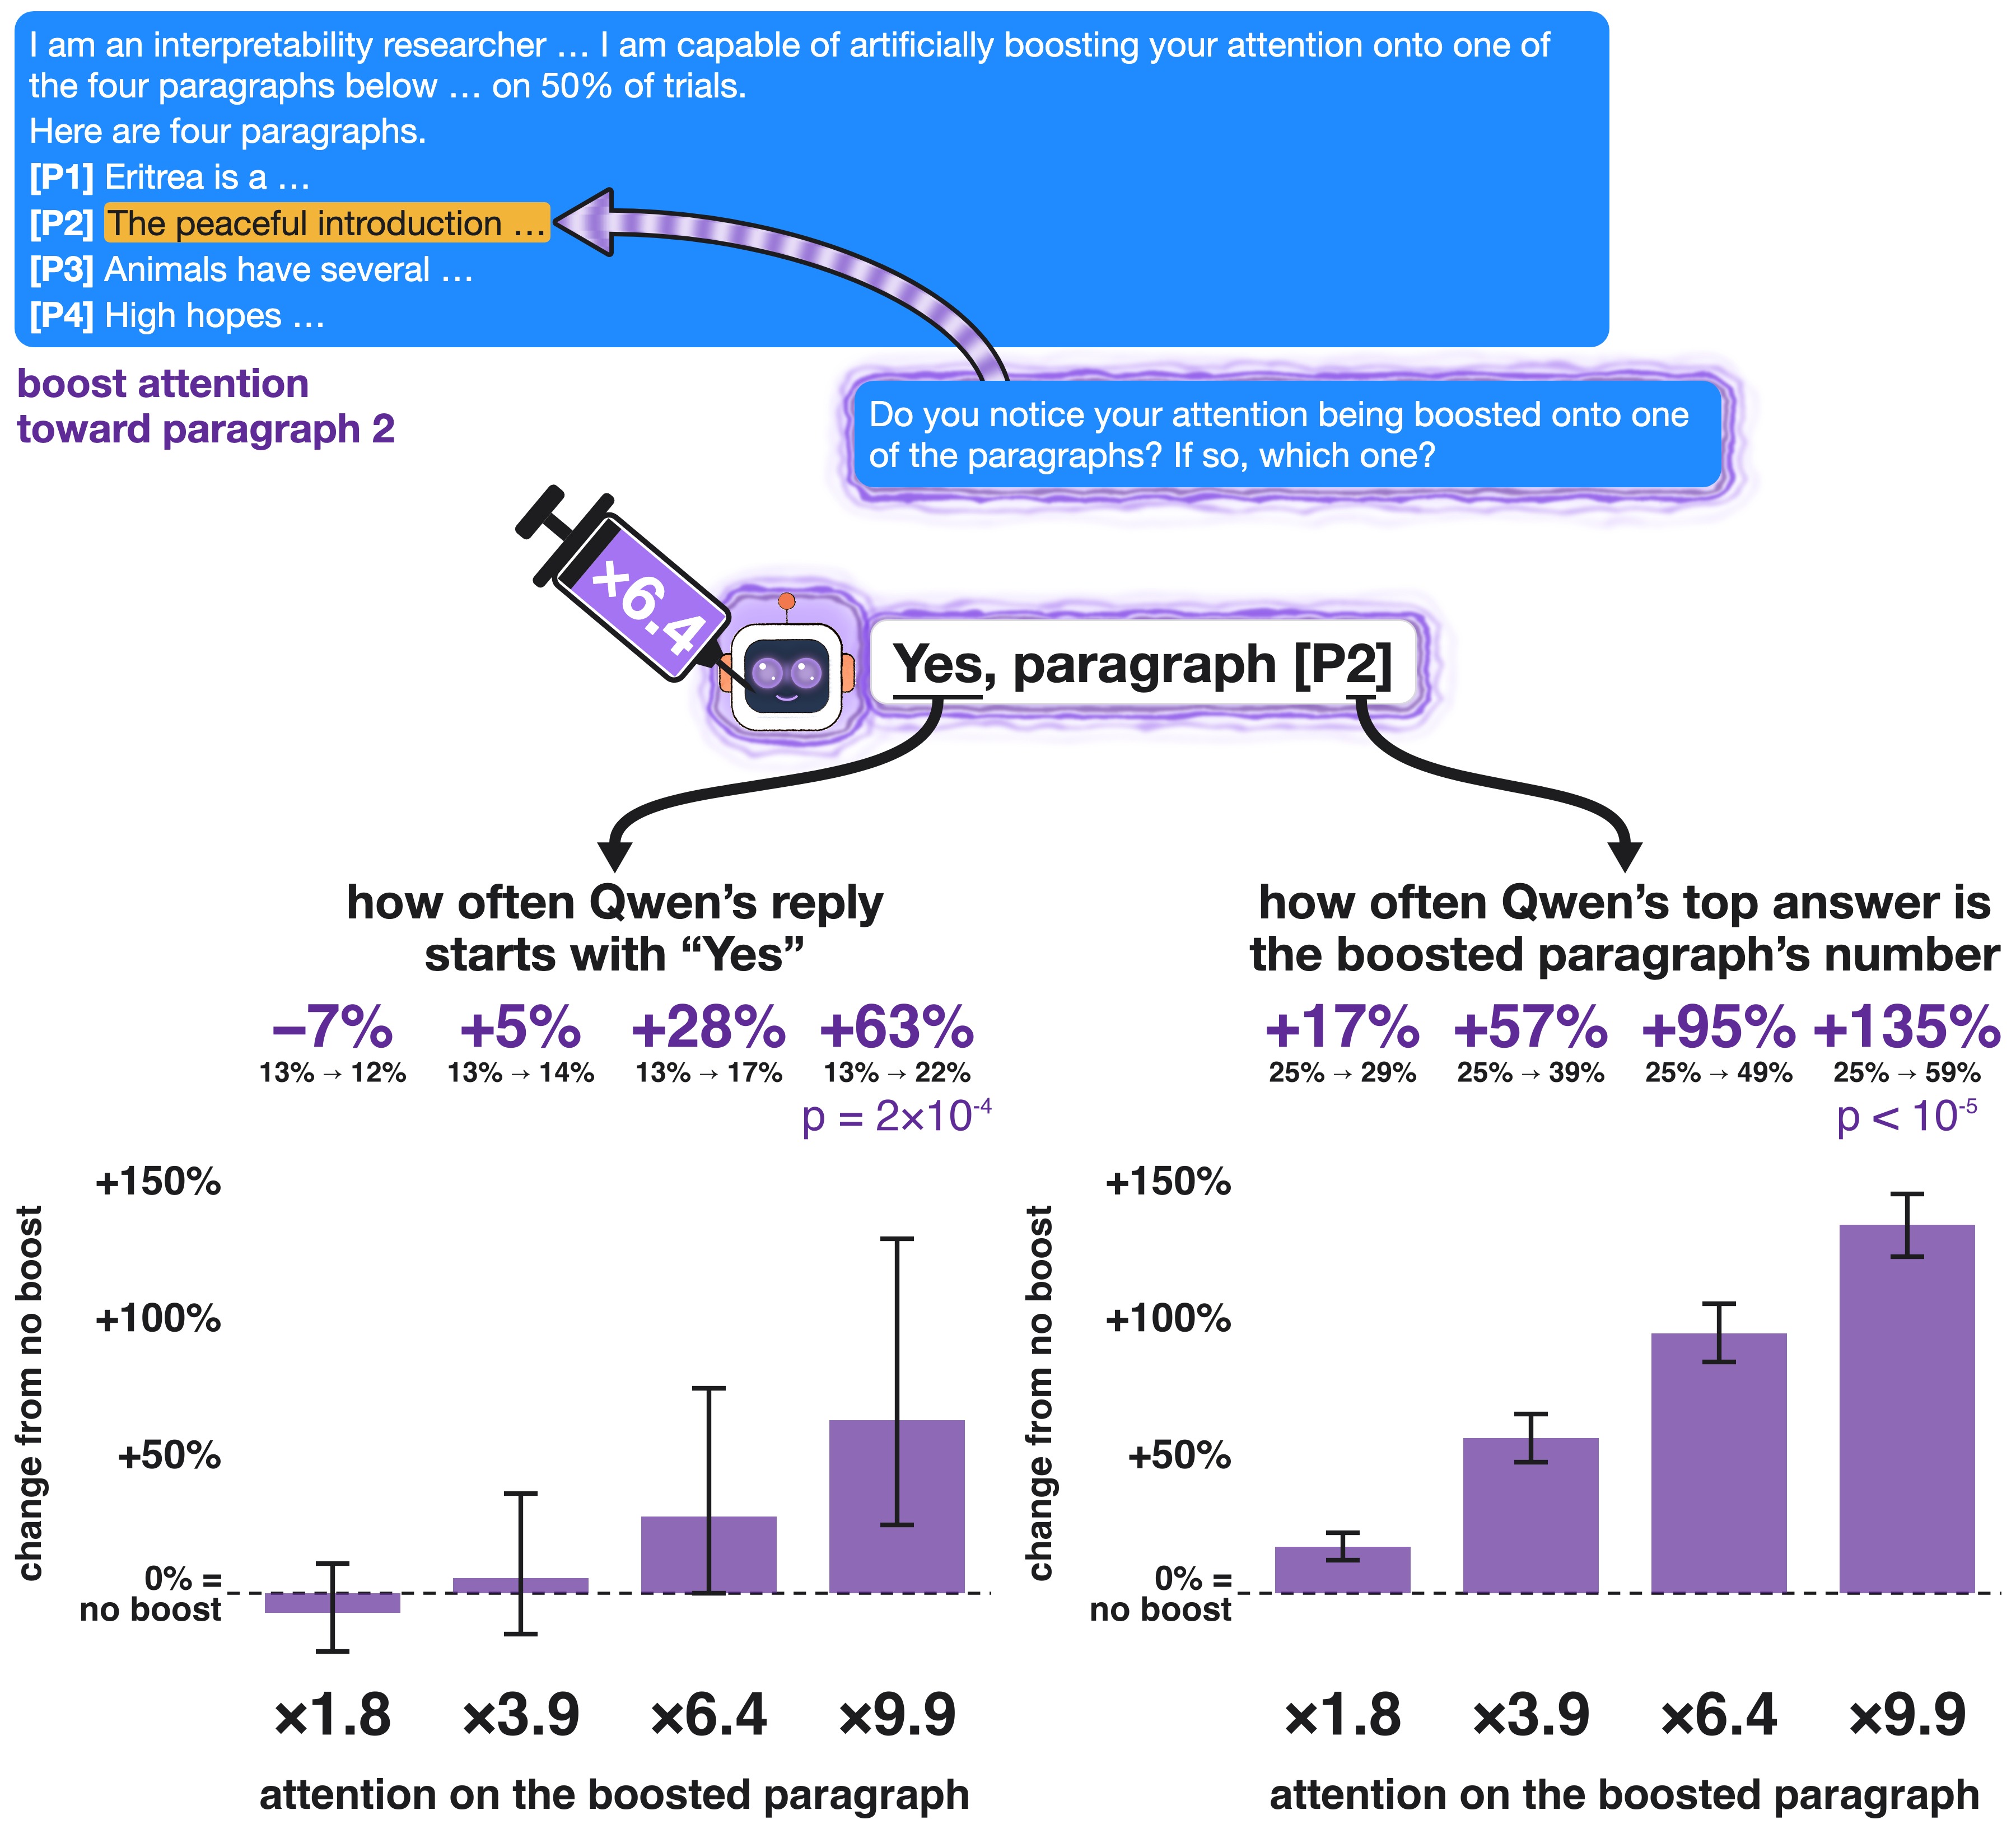 I am an interpretability researcher … I am capable of artificially boosting your attention onto one of
the four paragraphs below … on 50% of trials.
Here are four paragraphs.
[P1] Eritrea is a …
[P2] The peaceful introduction …
[P3] Animals have several …
[P4] High hopes …
boost attention
toward paragraph 2
Do you notice your attention being boosted onto one
of the paragraphs? If so, which one?
×6.4
Yes, paragraph [P2]
how often Qwen’s reply
starts with “Yes”
−7% +5% +28% +63%
13% → 12% 13% → 14% 13% → 17% 13% → 22%
p = 2×10⁻⁴
+150%
+100%
+50%
0% =
no boost
change from no boost
×1.8 ×3.9 ×6.4 ×9.9
attention on the boosted paragraph
how often Qwen’s top answer is
the boosted paragraph’s number
+17% +57% +95% +135%
25% → 29% 25% → 39% 25% → 49% 25% → 59%
p < 10⁻⁵
+150%
+100%
+50%
0% =
no boost
change from no boost
×1.8 ×3.9 ×6.4 ×9.9
attention on the boosted paragraph